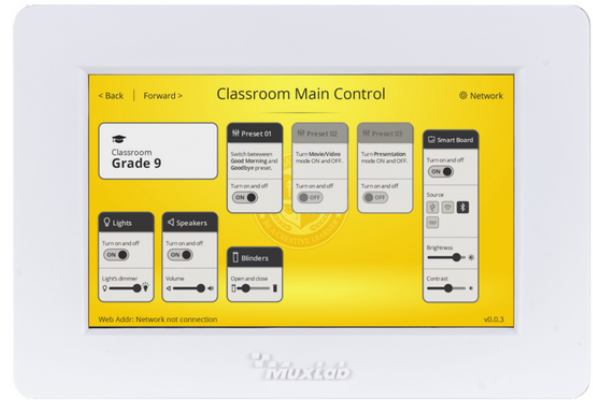 < Back | Forward >
Classroom Main Control
Network
Classroom
Grade 9
Preset 01
Switch between
Good Morning and
Goodbye preset.
Turn on and off
ON
Preset 02
Turn Movie/Video
mode ON and OFF.
Turn on and off
OFF
Preset 03
Turn Presentation
mode ON and OFF.
Turn on and off
OFF
Smart Board
Turn on and off
ON
Source
Brightness
Contrast
Lights
Turn on and off
ON
Light's dimmer
Speakers
Turn on and off
ON
Volume
Blinders
Open and close
Web Addr: Network not connection
v0.0.3
MuxLab